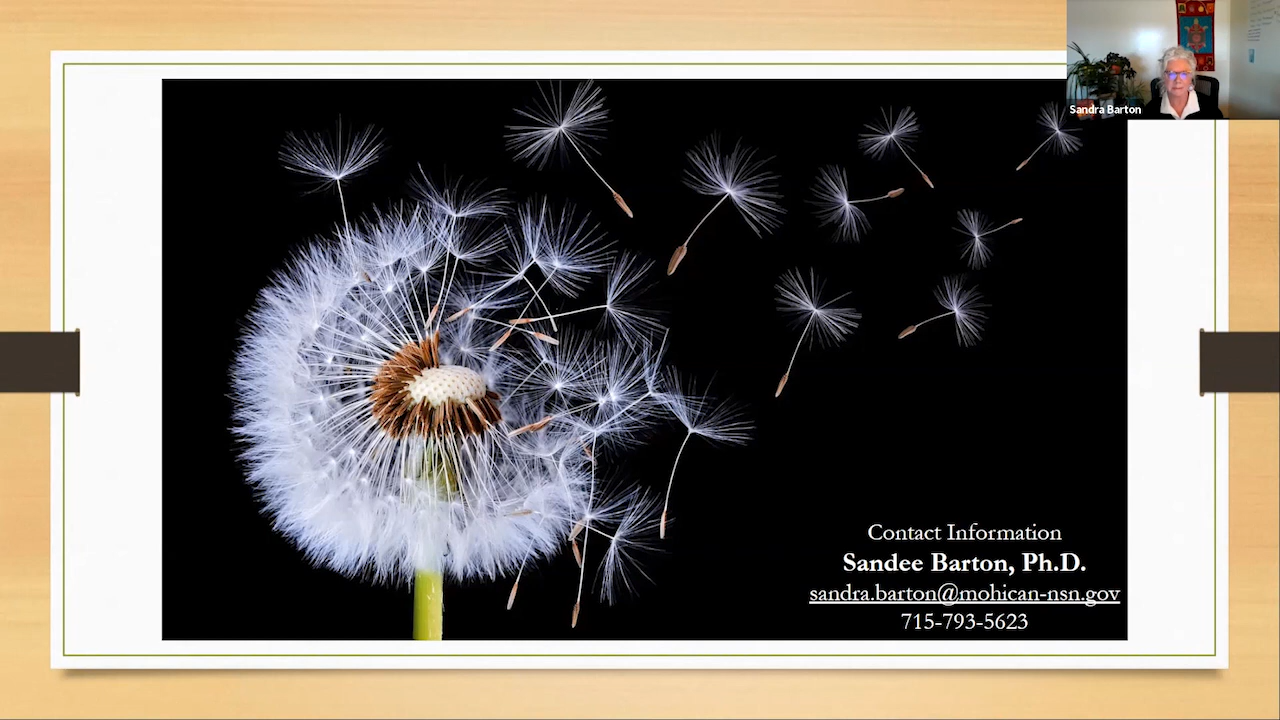 Sandra Barton
Contact Information
Sandee Barton, Ph.D.
sandra.barton@mohican-nsn.gov
715-793-5623